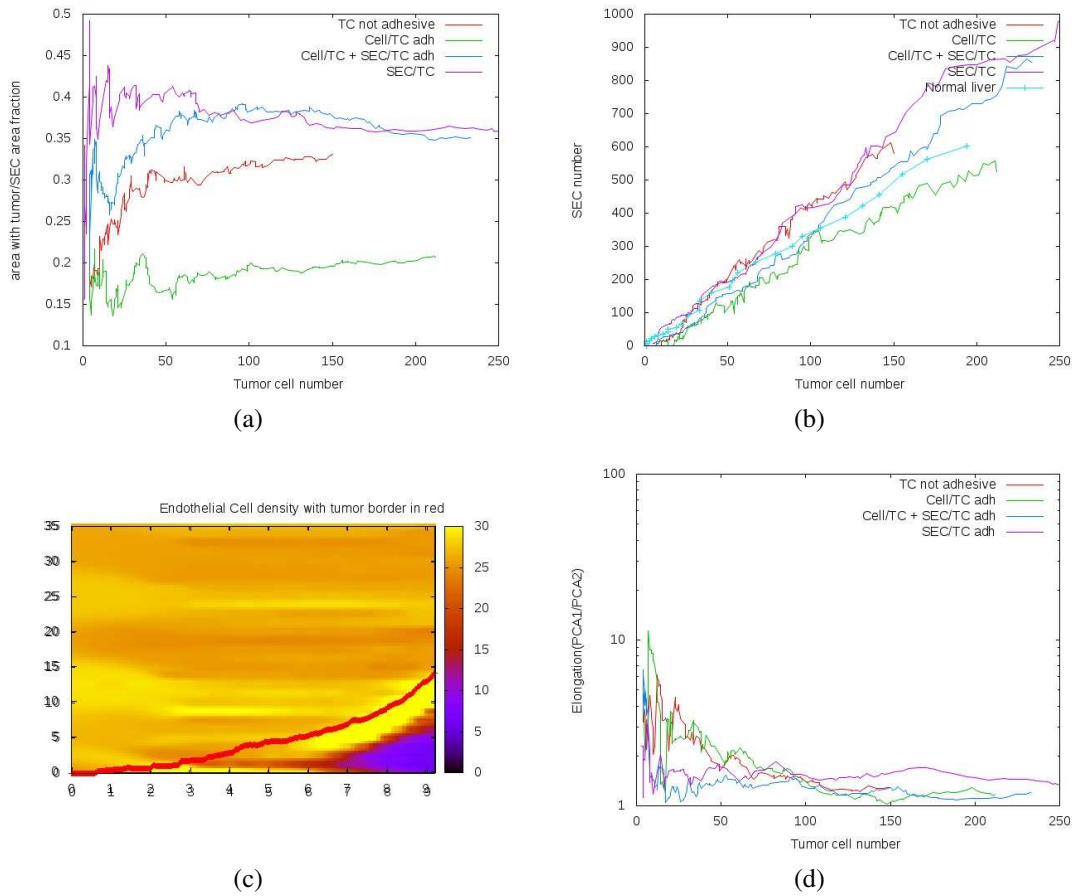 0.5
0.45
0.4
0.35
0.3
0.25
0.2
0.15
0.1
area with tumor/SEC area fraction
TC not adhesive
Cell/TC adh
Cell/TC + SEC/TC adh
SEC/TC
0 50 100 150 200 250
Tumor cell number
(a)
1000
900
800
700
600
500
400
300
200
100
0
SEC number
TC not adhesive
Cell/TC
Cell/TC + SEC/TC adh
SEC/TC
Normal liver
0 50 100 150 200 250
Tumor cell number
(b)
Endothelial Cell density with tumor border in red
35
30
25
20
15
10
5
0
0 1 2 3 4 5 6 7 8 9
30
25
20
15
10
5
0
(c)
100
10
1
Elongation(PCA1/PCA2)
TC not adhesive
Cell/TC adh
Cell/TC + SEC/TC adh
SEC/TC adh
0 50 100 150 200 250
Tumor cell number
(d)